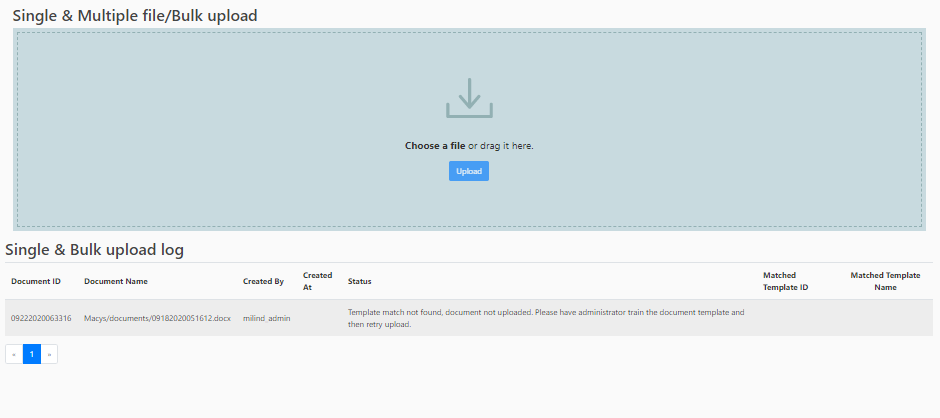 Single & Multiple file/Bulk upload
Choose a file or drag it here.
Upload
Single & Bulk upload log
Document ID Document Name Created By Created At Status Matched Template ID Matched Template Name
09222020063316 Macys/documents/09182020051612.docx milind_admin Template match not found, document not uploaded. Please have administrator train the document template and then retry upload.
« 1 »